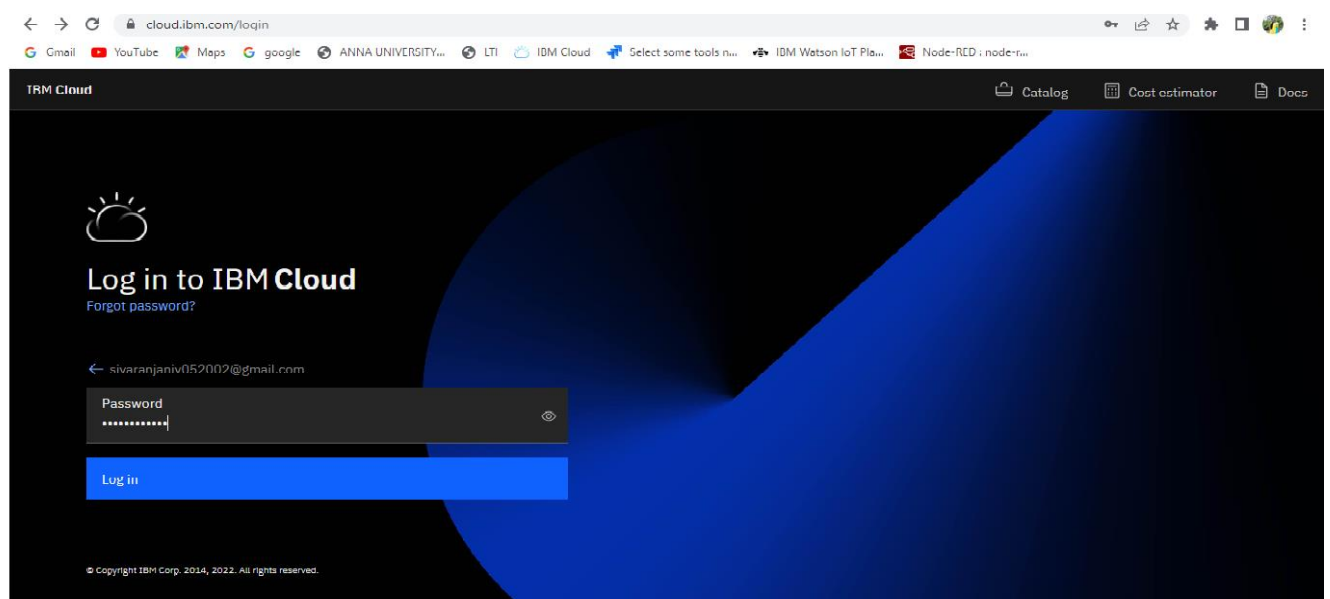 cloud.ibm.com/login
Gmail YouTube Maps google ANNA UNIVERSITY... LTI IBM Cloud Select some tools n... IBM Watson IoT Pla... Node-RED : node-r...
IBM Cloud Catalog Cost estimator Docs
Log in to IBM Cloud
Forgot password?
← sivaranjaniv052002@gmail.com
Password
••••••••••••
Log in
© Copyright IBM Corp. 2014, 2022. All rights reserved.